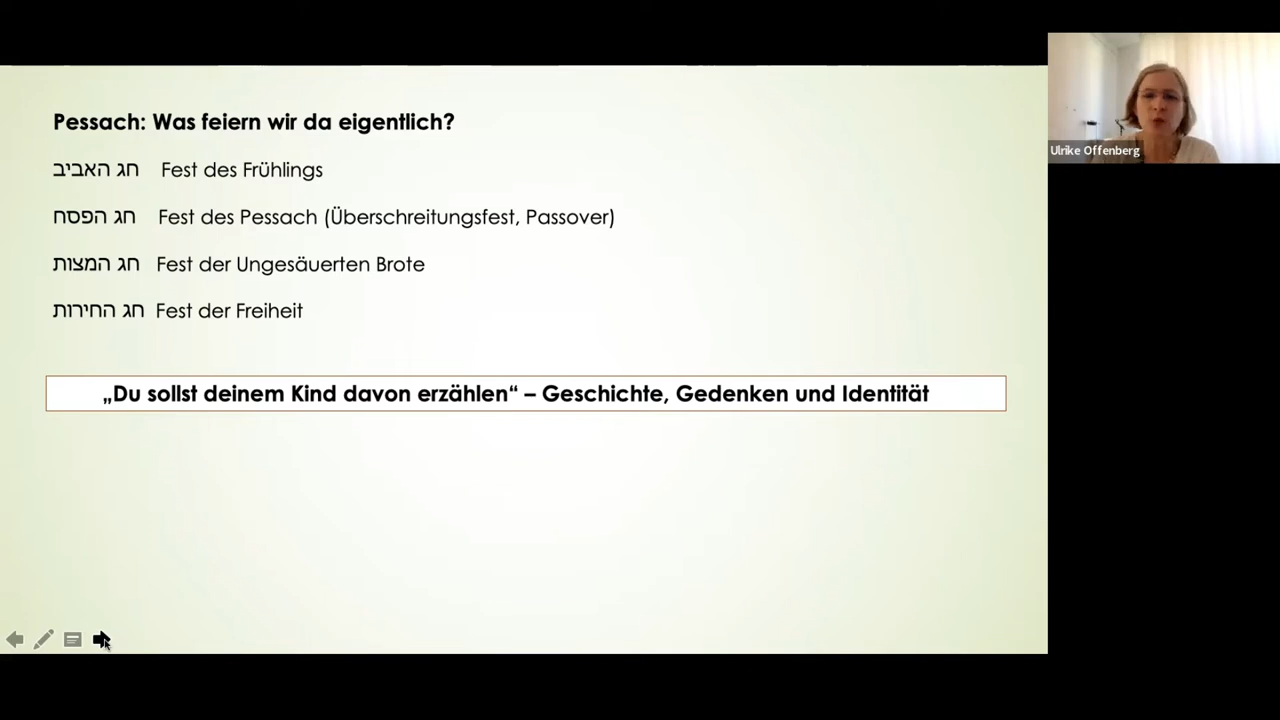 Pessach: Was feiern wir da eigentlich?
חג האביב Fest des Frühlings
חג הפסח Fest des Pessach (Überschreitungsfest, Passover)
חג המצות Fest der Ungesäuerten Brote
חג החירות Fest der Freiheit
„Du sollst deinem Kind davon erzählen“ – Geschichte, Gedenken und Identität
Ulrike Offenberg